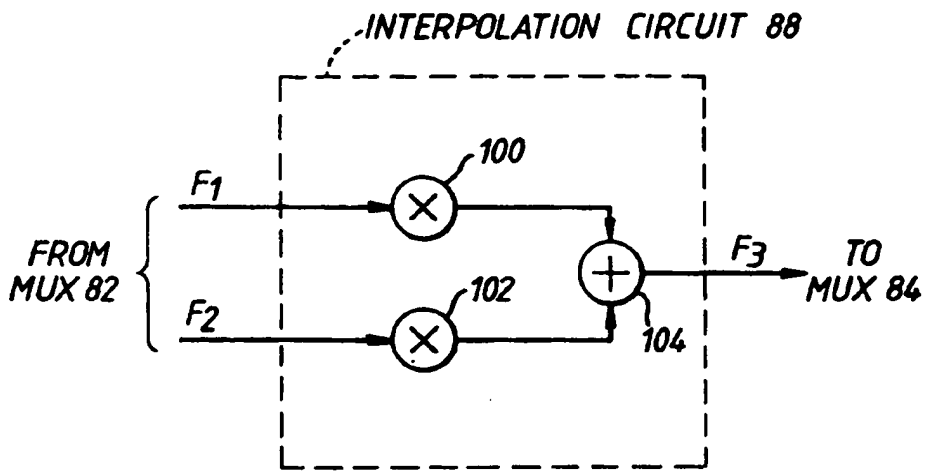 INTERPOLATION CIRCUIT 88
100
F1
FROM
MUX 82
F2
102
104
F3
TO
MUX 84